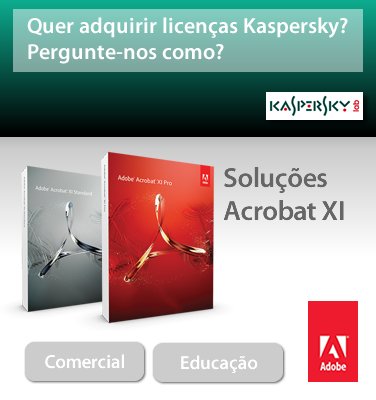 Quer adquirir licenças Kaspersky?
Pergunte-nos como?
KASPERSKY lab
Adobe Acrobat XI Standard
Adobe Acrobat XI Pro
Adobe
Soluções
Acrobat XI
Adobe
Comercial
Educação